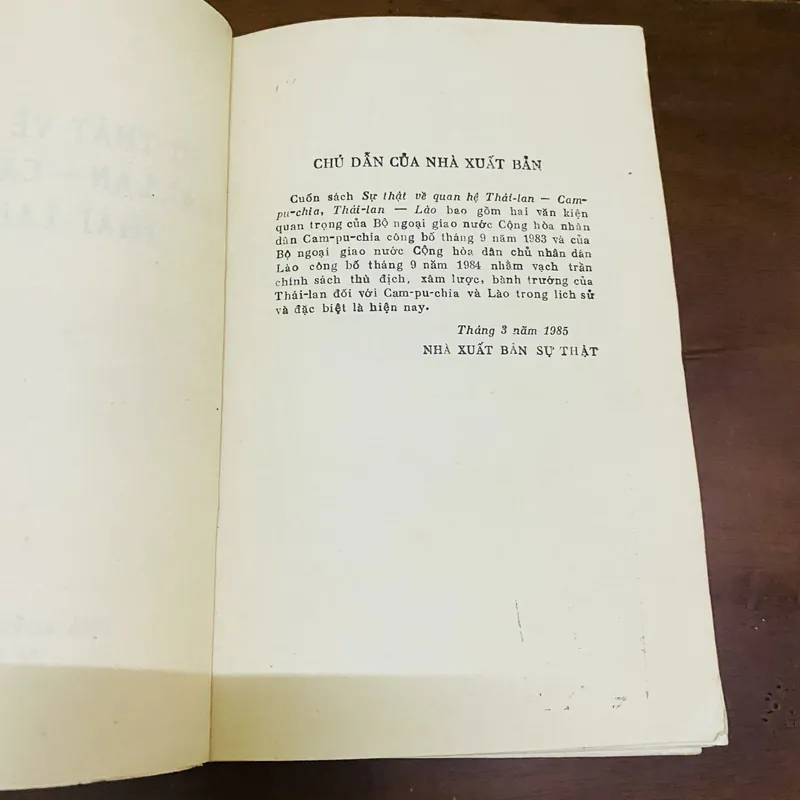 CHÚ DẪN CỦA NHÀ XUẤT BẢN
Cuốn sách Sự thật về quan hệ Thái-lan — Cam-
pu-chia, Thái-lan — Lào bao gồm hai văn kiện
quan trọng của Bộ ngoại giao nước Cộng hòa nhân
dân Cam-pu-chia công bố tháng 9 năm 1983 và của
Bộ ngoại giao nước Cộng hòa dân chủ nhân dân
Lào công bố tháng 9 năm 1984 nhằm vạch trần
chính sách thù địch, xâm lược, bành trướng của
Thái-lan đối với Cam-pu-chia và Lào trong lịch sử
và đặc biệt là hiện nay.
Tháng 3 năm 1985
NHÀ XUẤT BẢN SỰ THẬT